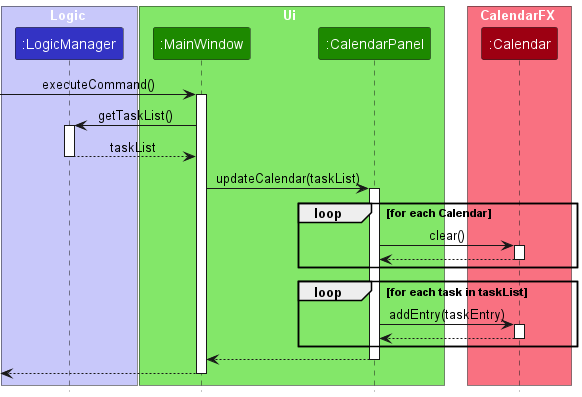 Logic
Ui
CalendarFX
:LogicManager
:MainWindow
:CalendarPanel
:Calendar
executeCommand()
getTaskList()
taskList
updateCalendar(taskList)
loop [for each Calendar]
clear()
loop [for each task in taskList]
addEntry(taskEntry)